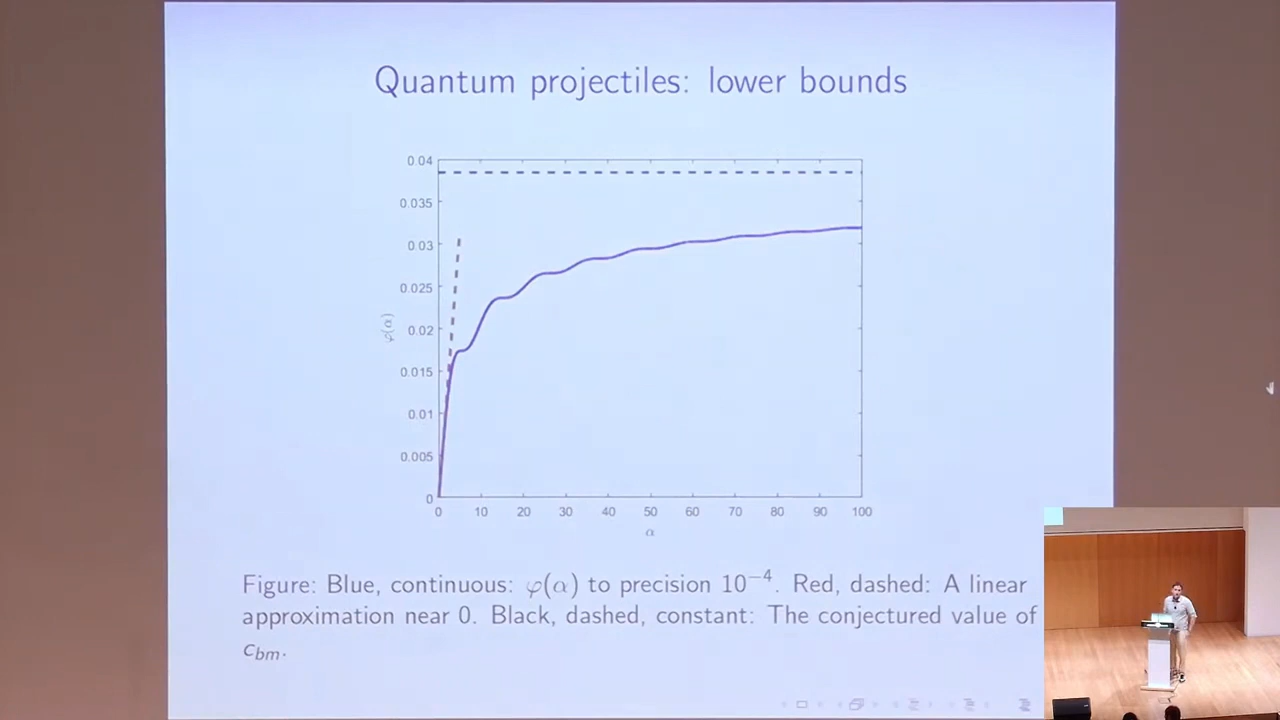 Quantum projectiles: lower bounds
0.04
0.035
0.03
0.025
0.02
0.015
0.01
0.005
0
φ(α)
0 10 20 30 40 50 60 70 80 90 100
α
Figure: Blue, continuous: φ(α) to precision 10⁻⁴. Red, dashed: A linear
approximation near 0. Black, dashed, constant: The conjectured value of
c_bm.